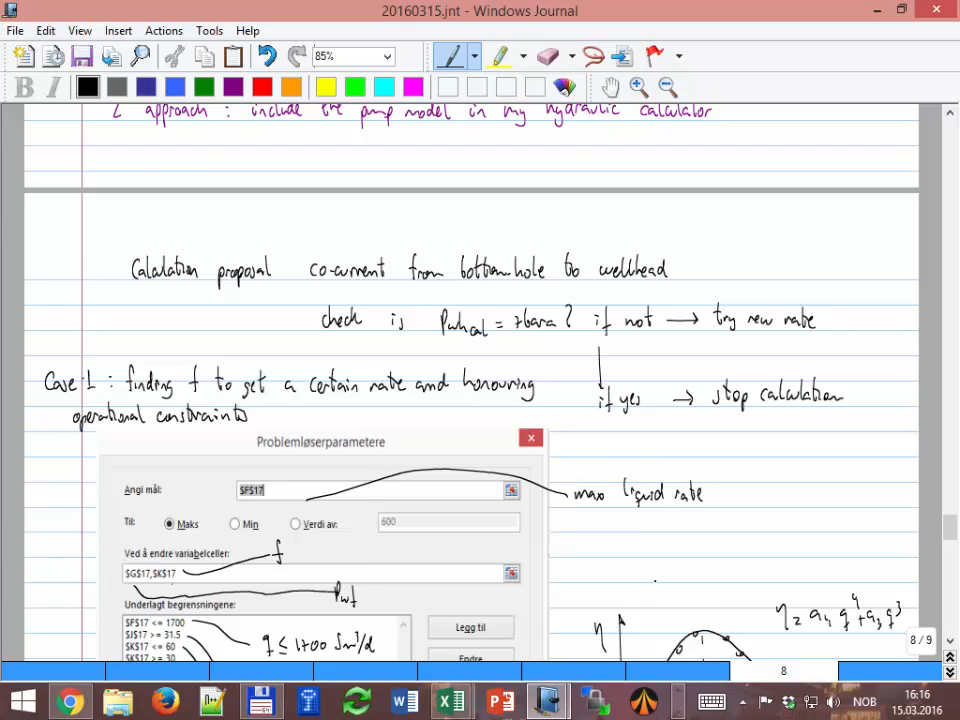 20160315.jnt - Windows Journal
File Edit View Insert Actions Tools Help
85%
2 approach : include the pump model in my hydraulic calculator
Calculation proposal co-current from bottomhole to wellhead
check is Pwh cal = 7bara ? if not → try new rate
Case 1 : finding f to get a certain rate and honouring
if yes → stop calculation
operational constraints
Problemløserparametere
Angi mål: $F$17
max liquid rate
Til: Maks Min Verdi av: 600
Ved å endre variabelceller: f
$G$17,$K$17
Pwf
Underlagt begrensningene:
$F$17 <= 1700
$J$17 >= 31.5
$K$17 <= 60
$K$17 >= 30
q ≤ 1700 Sm³/d
Legg til
Endre
η
η = a₄ q⁴ + a₃ q³
8 / 9
8
NOB
16:16
15.03.2016